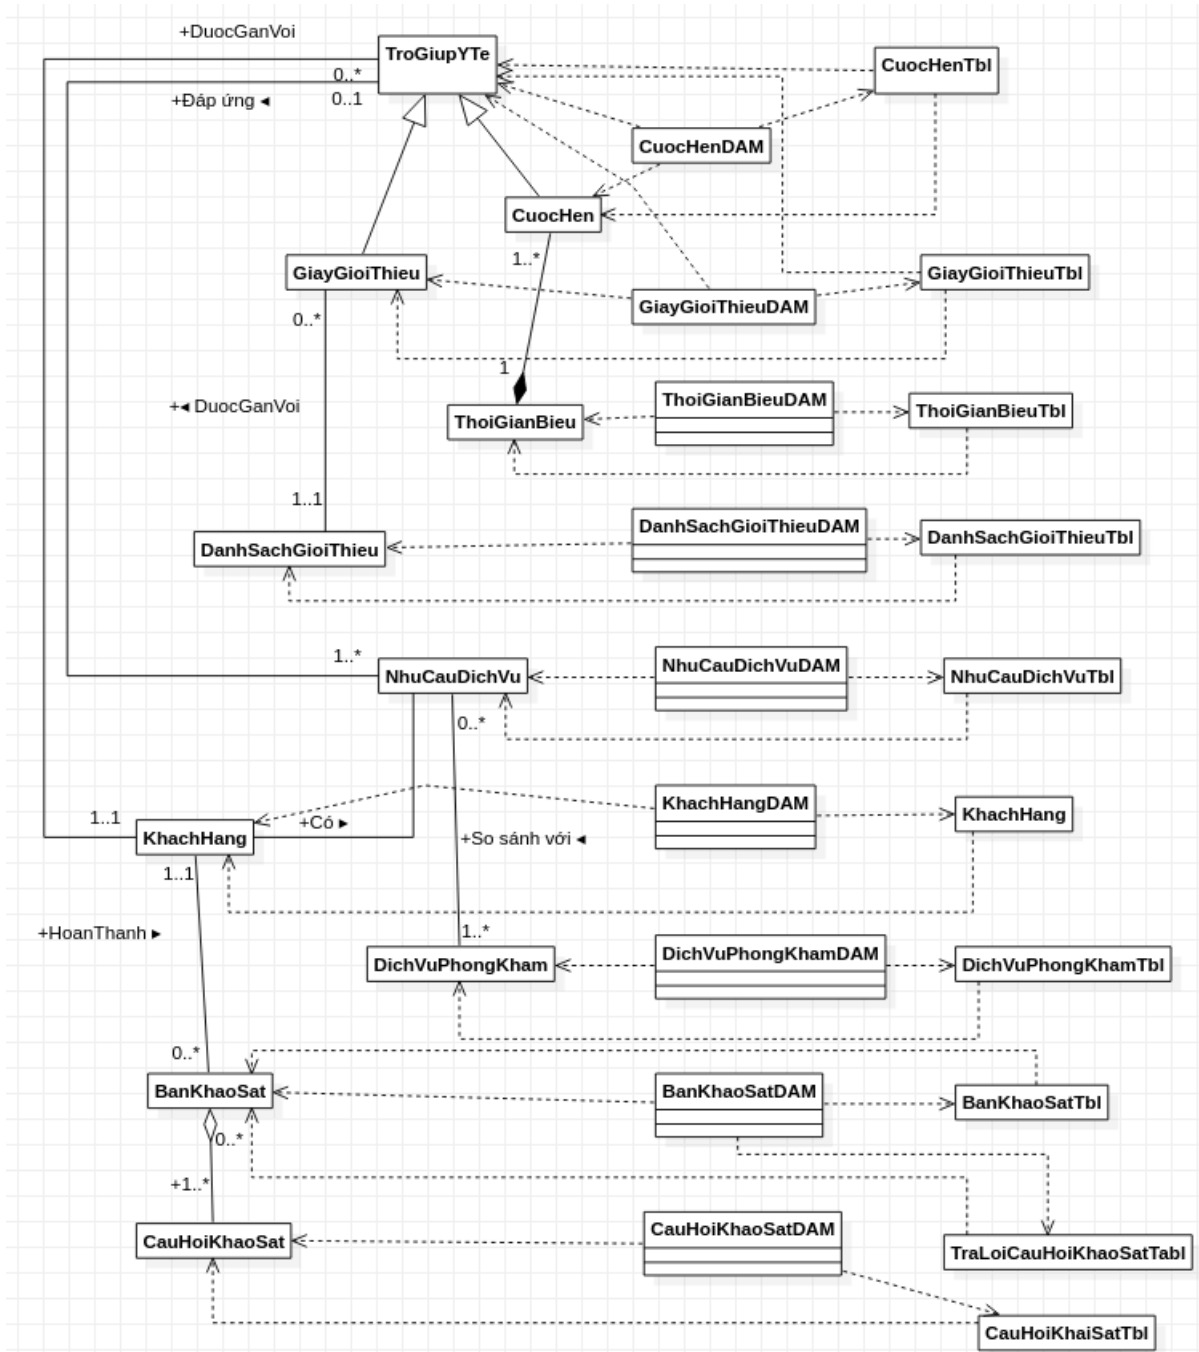 +DuocGanVoi
TroGiupYTe
CuocHenTbl
0..*
+Đáp ứng ◂
0..1
CuocHenDAM
CuocHen
1..*
GiayGioiThieu
GiayGioiThieuTbl
GiayGioiThieuDAM
0..*
1
+◂ DuocGanVoi
ThoiGianBieuDAM
ThoiGianBieuTbl
ThoiGianBieu
1..1
DanhSachGioiThieuDAM
DanhSachGioiThieuTbl
DanhSachGioiThieu
1..*
NhuCauDichVu
NhuCauDichVuDAM
NhuCauDichVuTbl
0..*
KhachHangDAM
KhachHang
1..1
+Có ▸
KhachHang
+So sánh với ◂
1..1
+HoanThanh ▸
1..*
DichVuPhongKhamDAM
DichVuPhongKham
DichVuPhongKhamTbl
0..*
BanKhaoSat
BanKhaoSatDAM
BanKhaoSatTbl
0..*
+1..*
CauHoiKhaoSatDAM
CauHoiKhaoSat
TraLoiCauHoiKhaoSatTabl
CauHoiKhaiSatTbl